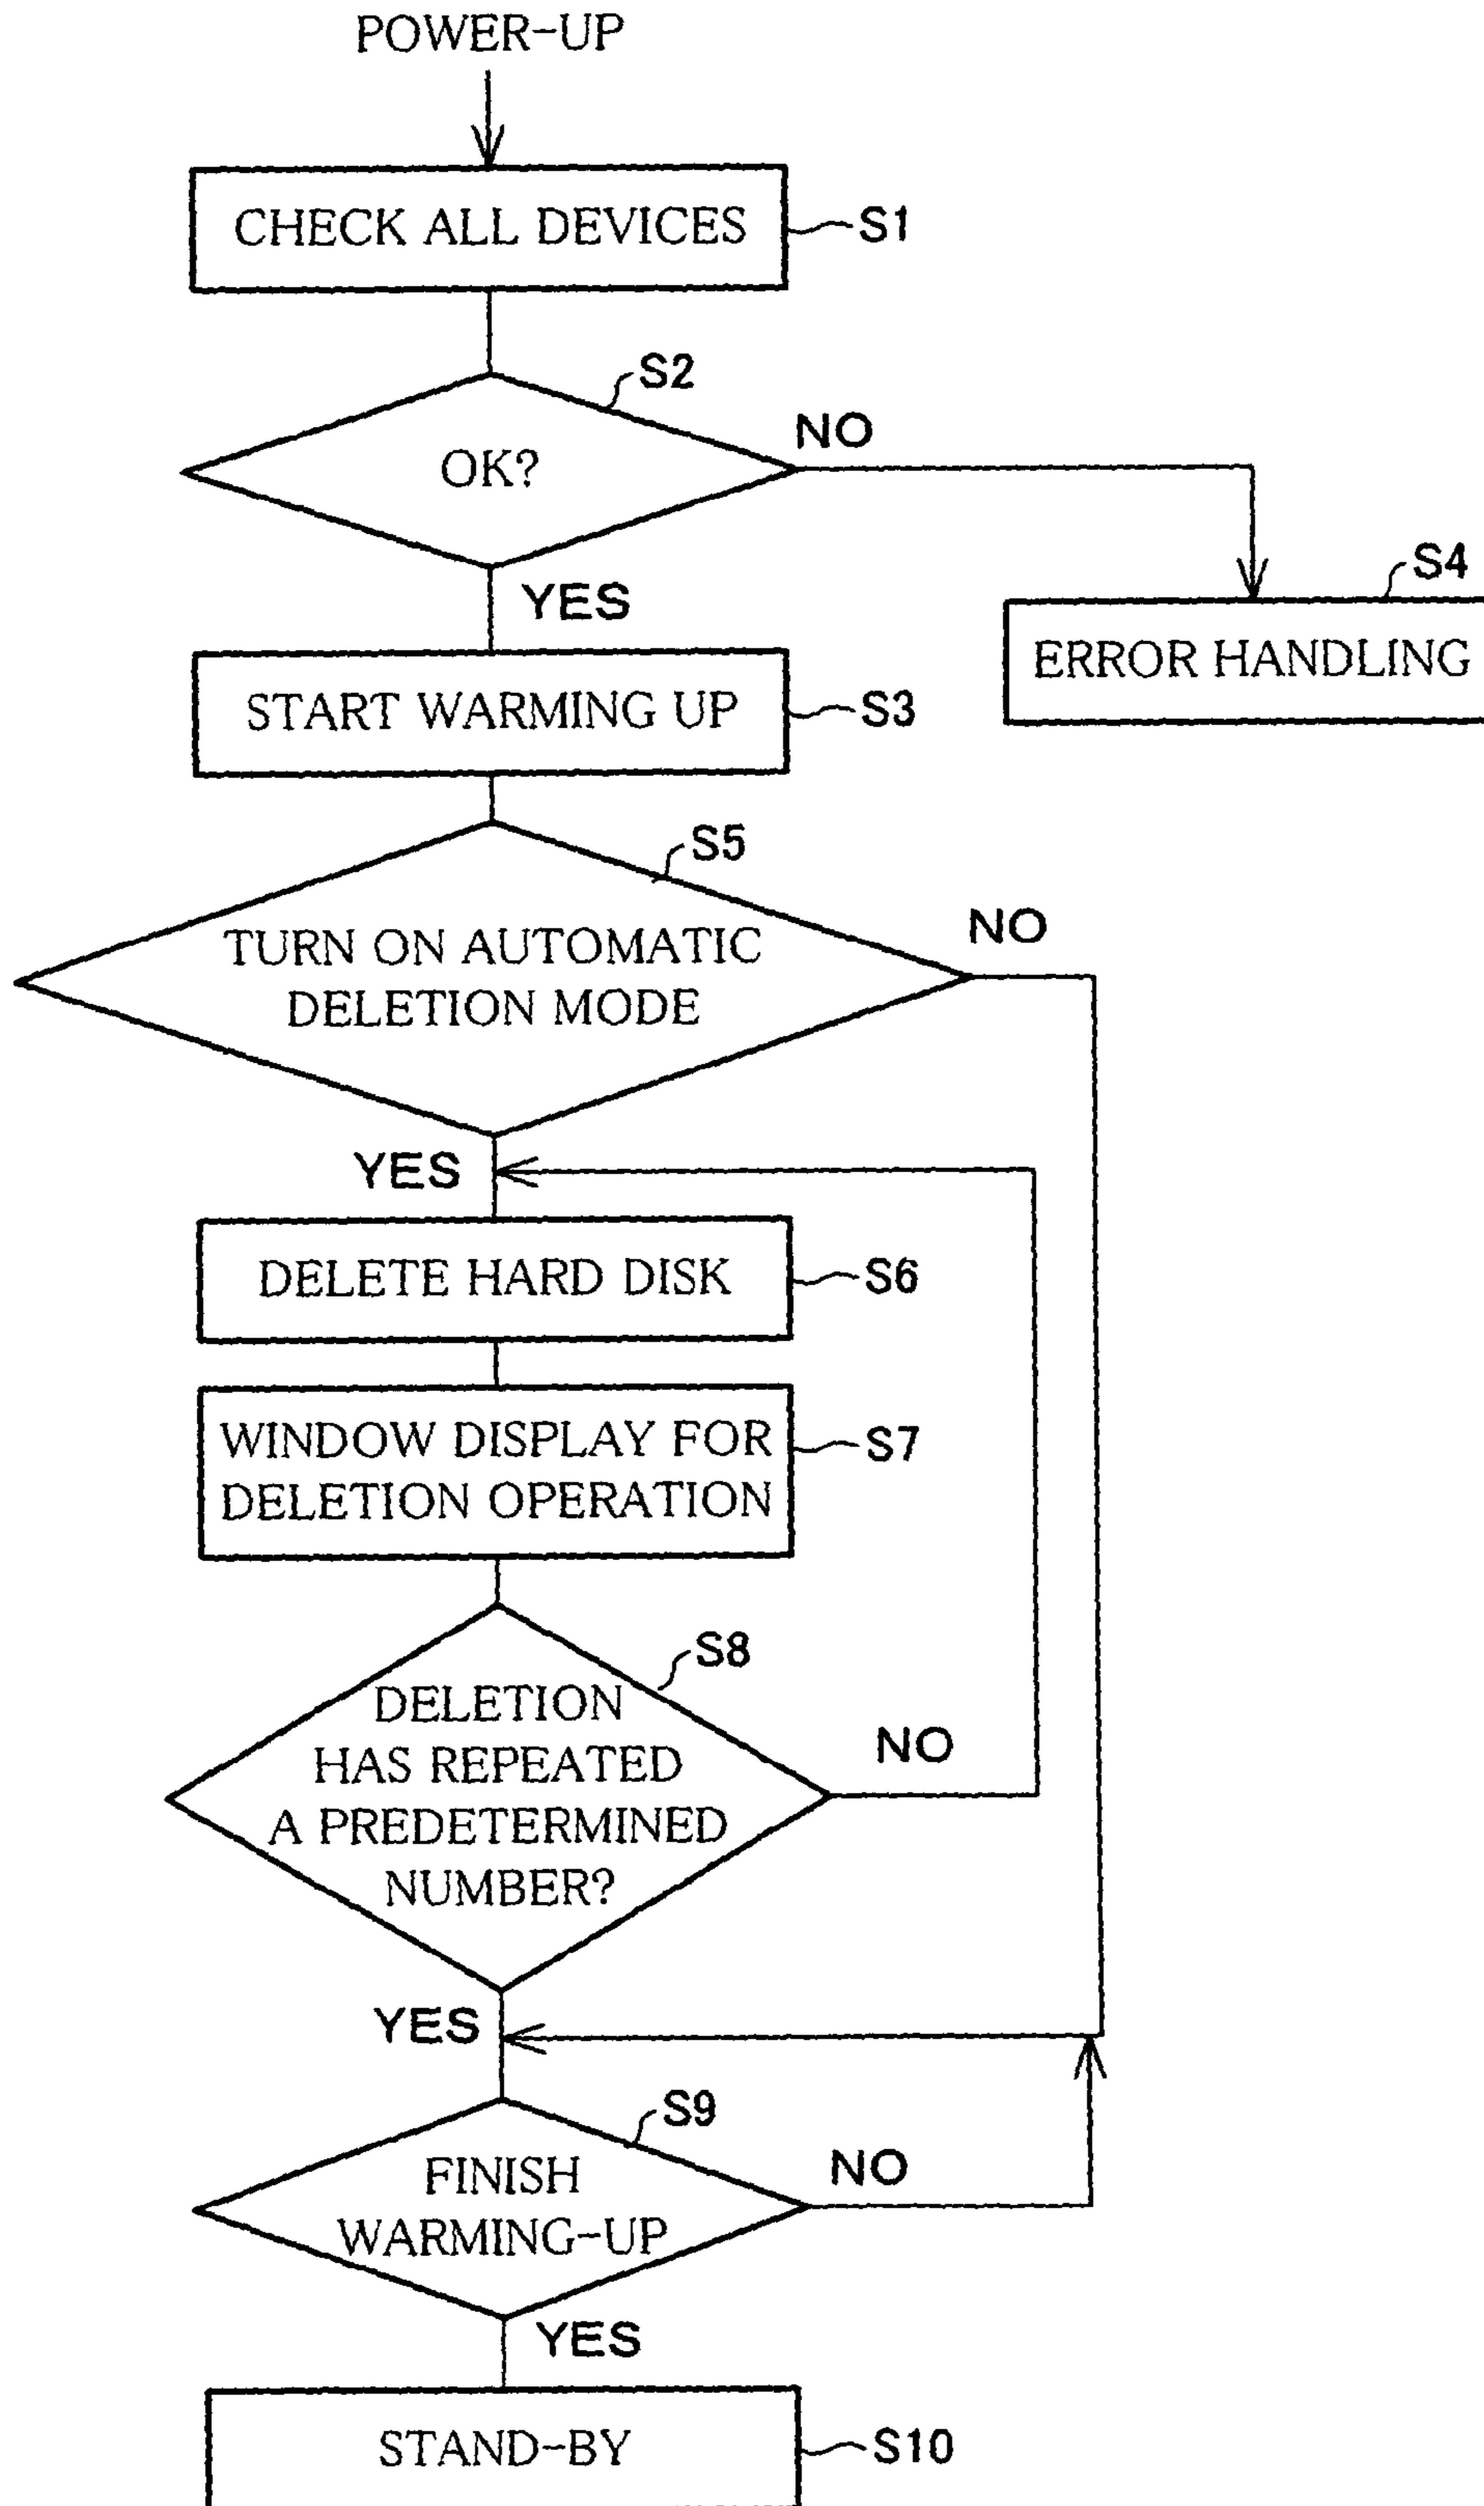 POWER-UP
CHECK ALL DEVICES
S1
S2
OK?
NO
YES
S4
ERROR HANDLING
START WARMING UP
S3
S5
TURN ON AUTOMATIC
DELETION MODE
NO
YES
DELETE HARD DISK
S6
WINDOW DISPLAY FOR
DELETION OPERATION
S7
S8
DELETION
HAS REPEATED
A PREDETERMINED
NUMBER?
NO
YES
S9
FINISH
WARMING-UP
NO
YES
STAND-BY
S10